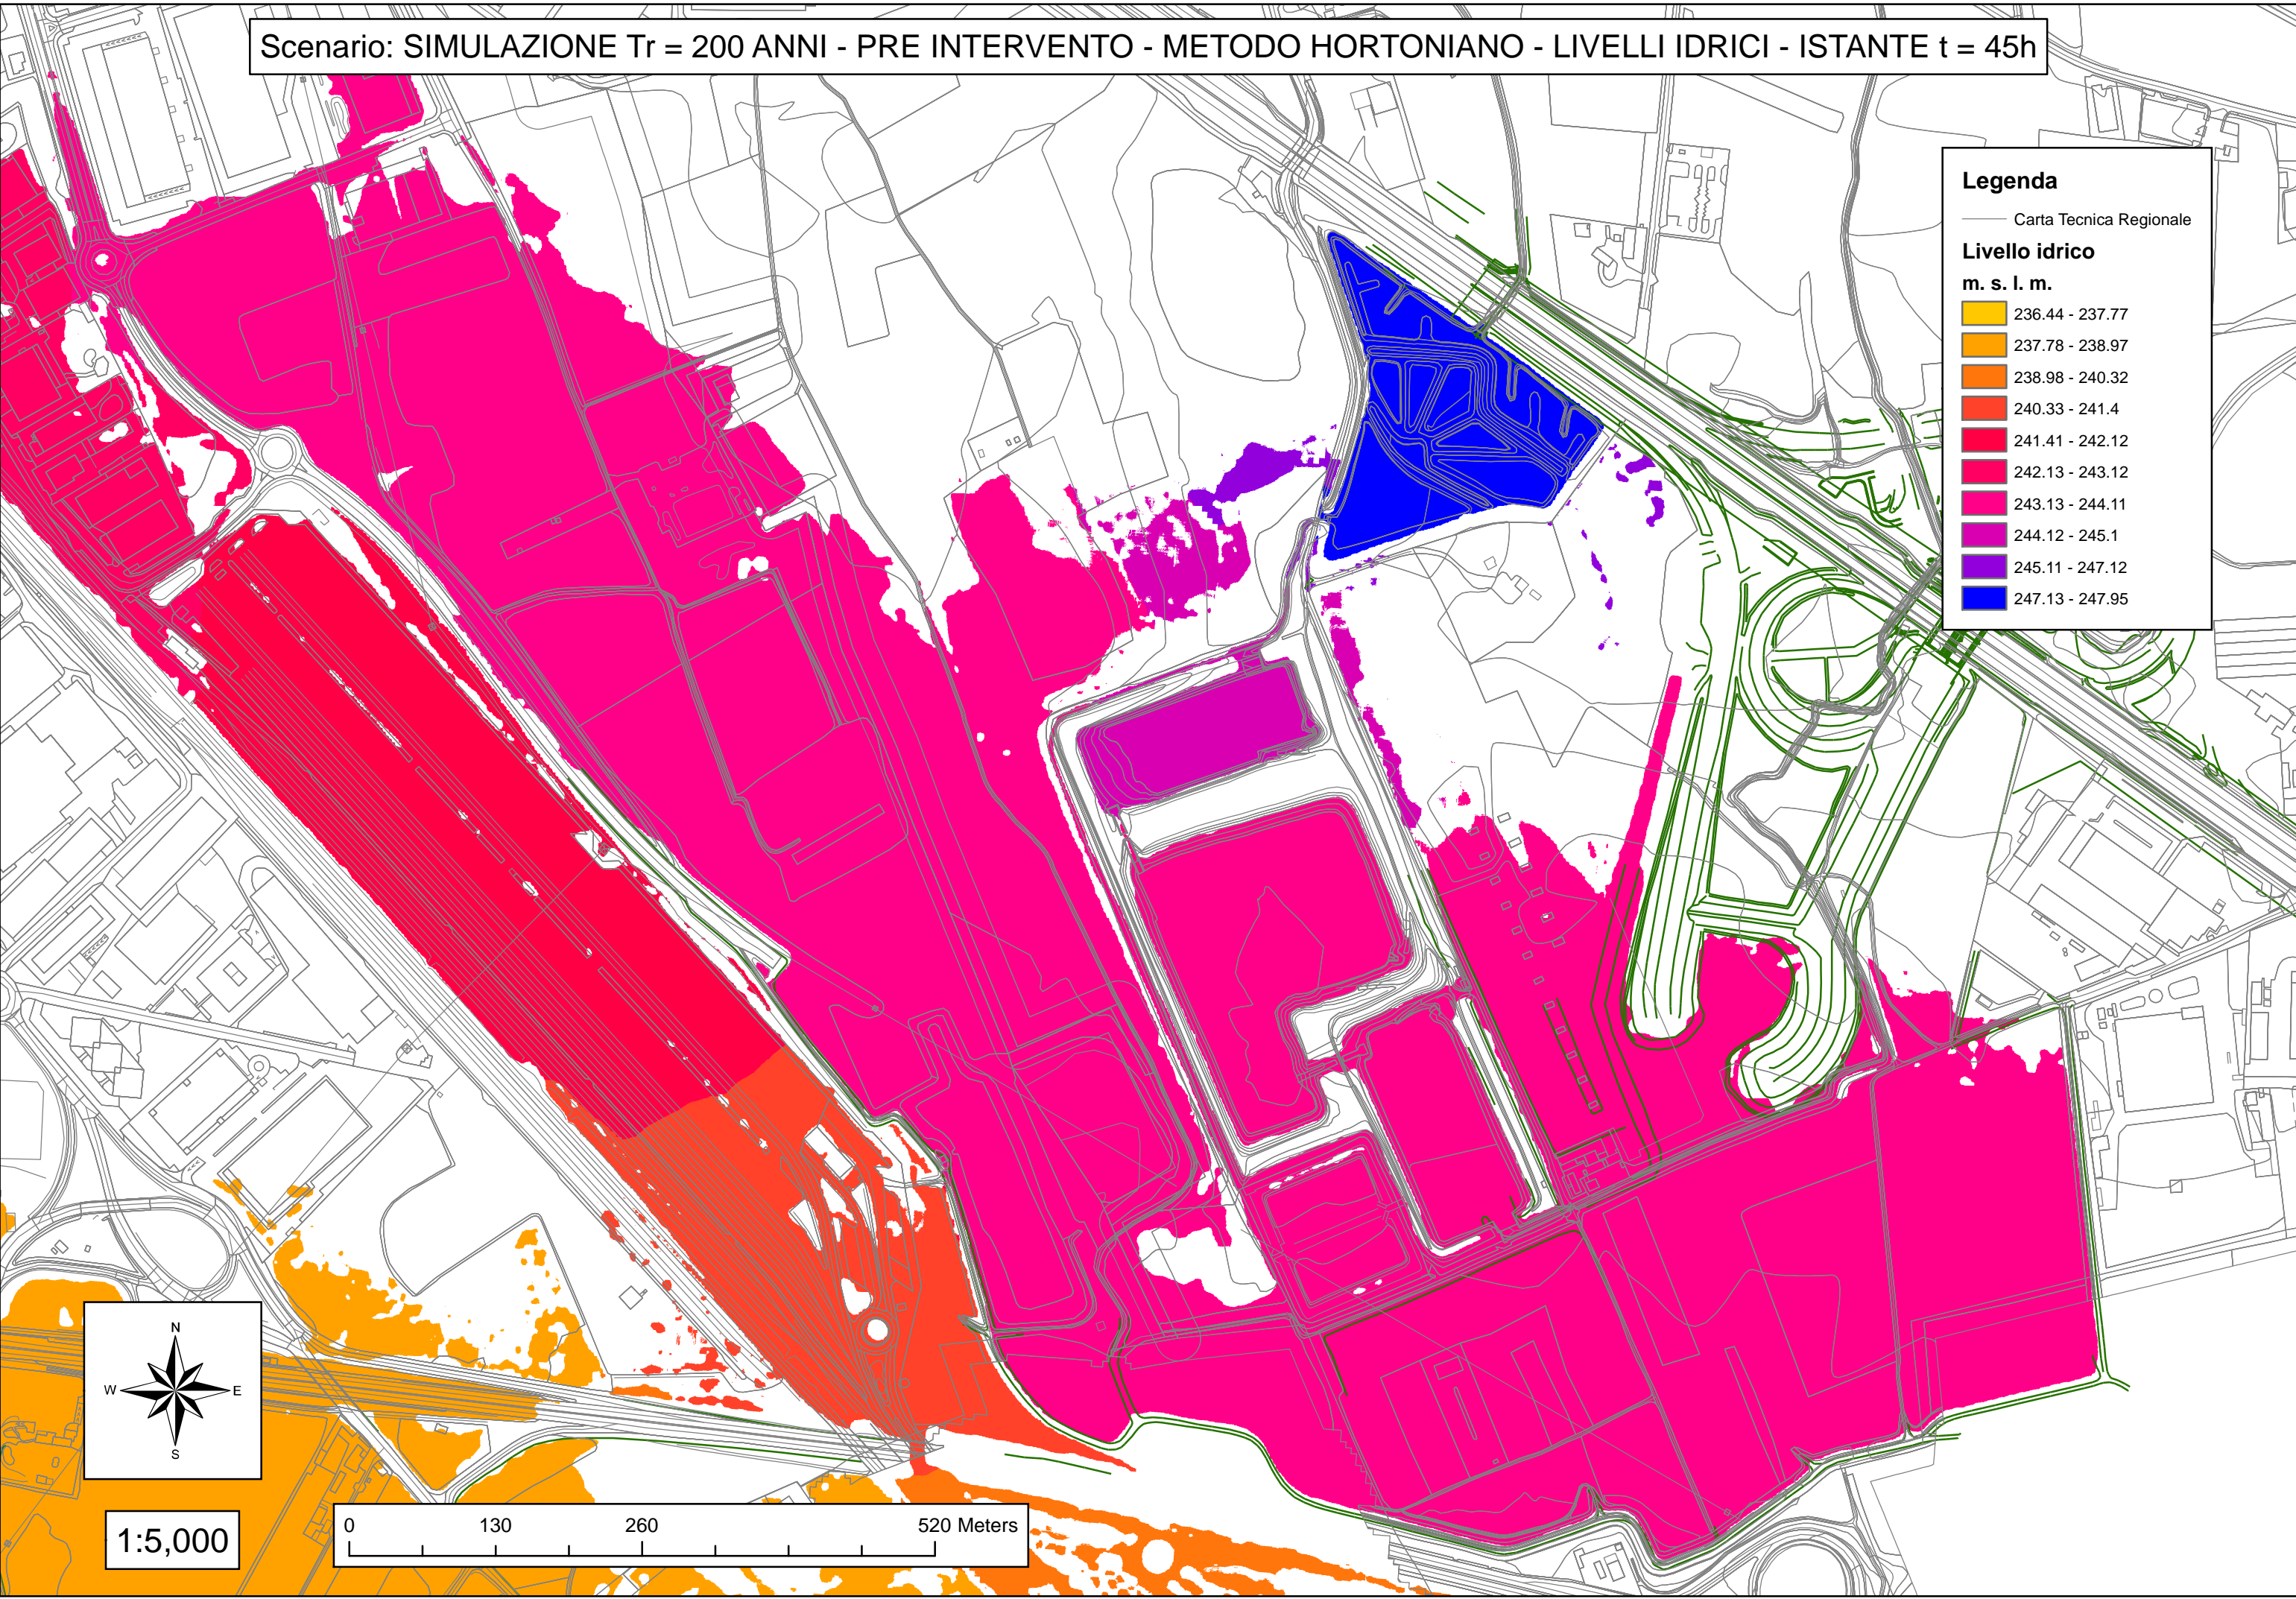 Scenario: SIMULAZIONE Tr = 200 ANNI - PRE INTERVENTO - METODO HORTONIANO - LIVELLI IDRICI - ISTANTE t = 45h
Legenda
Carta Tecnica Regionale
Livello idrico
m. s. l. m.
236.44 - 237.77
237.78 - 238.97
238.98 - 240.32
240.33 - 241.4
241.41 - 242.12
242.13 - 243.12
243.13 - 244.11
244.12 - 245.1
245.11 - 247.12
247.13 - 247.95
N
W E
S
1:5,000
0 130 260 520 Meters